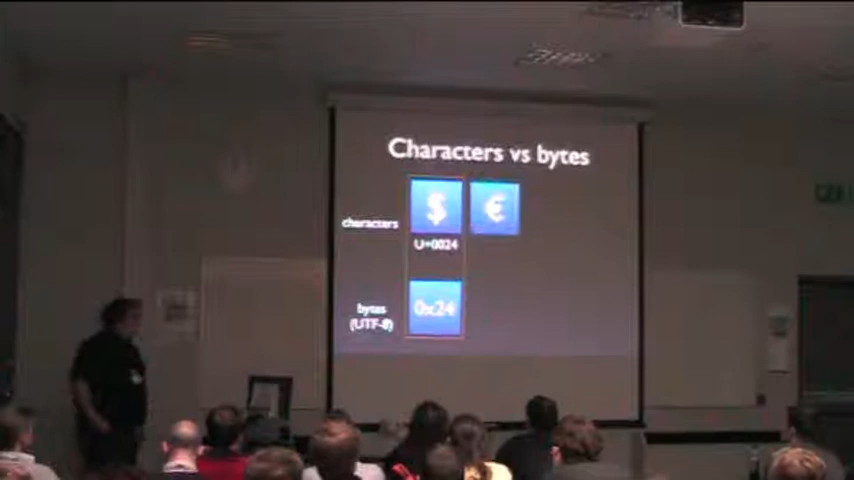 Characters vs bytes
characters
$ €
U+0024
bytes
(UTF-8)
0x24